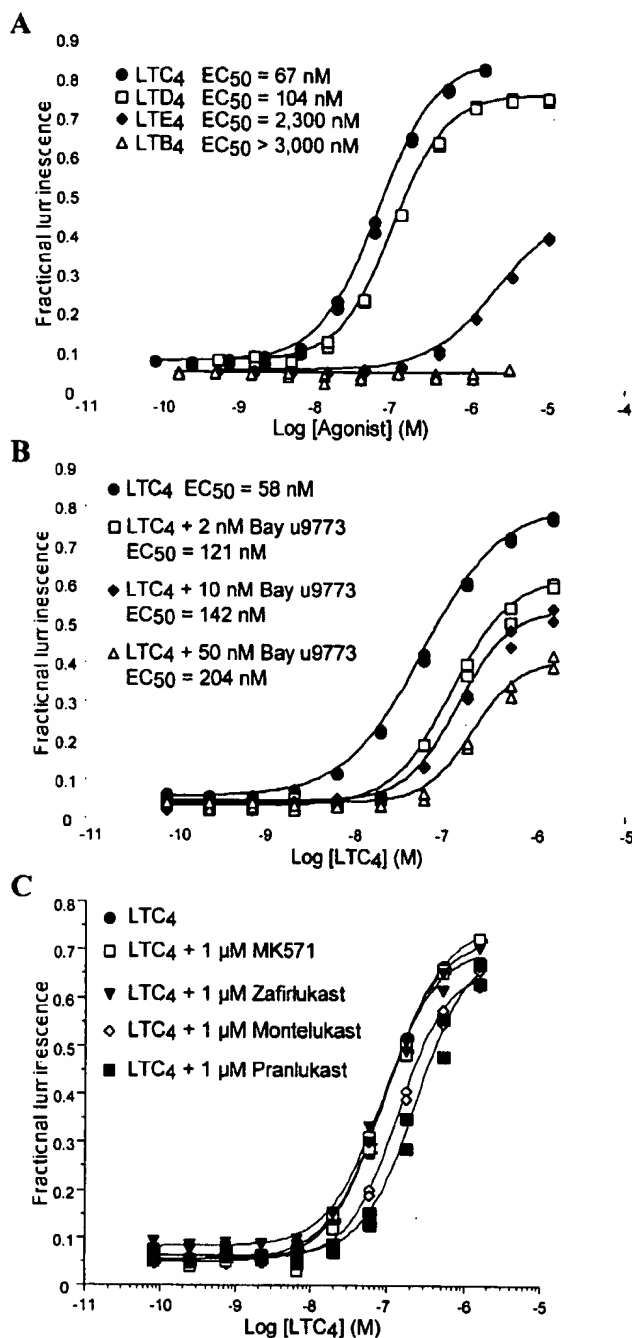 A
0.9
0.8
0.7
0.6
0.5
0.4
0.3
0.2
0.1
0
Fractional luminescence
● LTC4 EC50 = 67 nM
□ LTD4 EC50 = 104 nM
◆ LTE4 EC50 = 2,300 nM
△ LTB4 EC50 > 3,000 nM
-11 -10 -9 -8 -7 -6 -5 -4
Log [Agonist] (M)
B
0.9
0.8
0.7
0.6
0.5
0.4
0.3
0.2
0.1
0
Fractional luminescence
● LTC4 EC50 = 58 nM
□ LTC4 + 2 nM Bay u9773
EC50 = 121 nM
◆ LTC4 + 10 nM Bay u9773
EC50 = 142 nM
△ LTC4 + 50 nM Bay u9773
EC50 = 204 nM
-11 -10 -9 -8 -7 -6 -5
Log [LTC4] (M)
C
0.8
0.7
0.6
0.5
0.4
0.3
0.2
0.1
0
Fractional luminescence
● LTC4
□ LTC4 + 1 µM MK571
▼ LTC4 + 1 µM Zafirlukast
◇ LTC4 + 1 µM Montelukast
■ LTC4 + 1 µM Pranlukast
-11 -10 -9 -8 -7 -6 -5
Log [LTC4] (M)